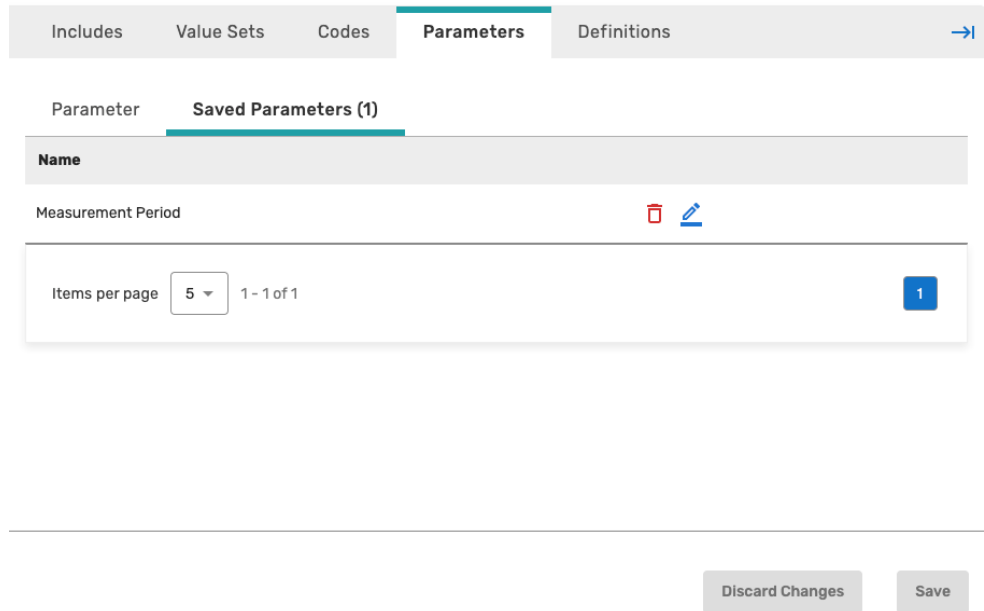 Includes Value Sets Codes Parameters Definitions
Parameter Saved Parameters (1)
Name
Measurement Period
Items per page 5 1 - 1 of 1 1
Discard Changes Save